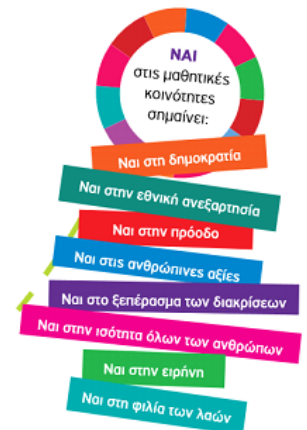 ΝΑΙ
στις μαθητικές
κοινότητες
σημαίνει:
Ναι στη δημοκρατία
Ναι στην εθνική ανεξαρτησία
Ναι στην πρόοδο
Ναι στις ανθρώπινες αξίες
Ναι στο ξεπέρασμα των διακρίσεων
Ναι στην ισότητα όλων των ανθρώπων
Ναι στην ειρήνη
Ναι στη φιλία των λαών